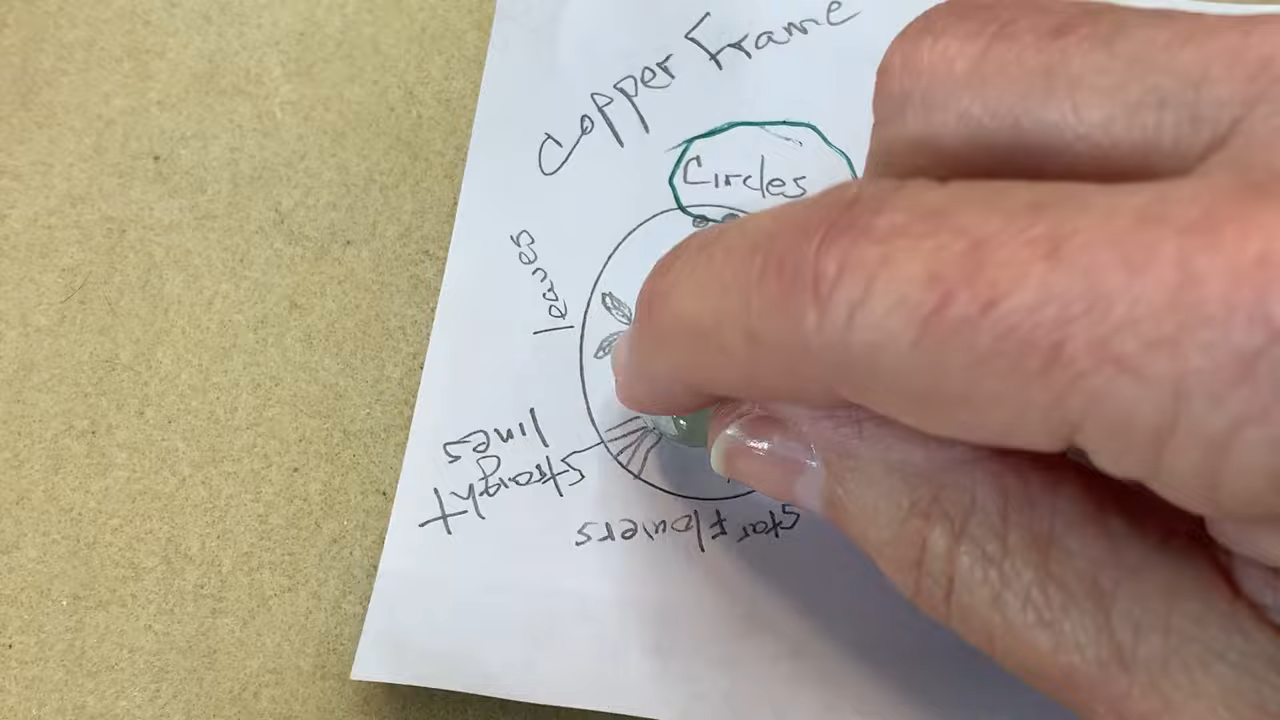 Copper Frame
Circles
leaves
straight
lines
star flowers